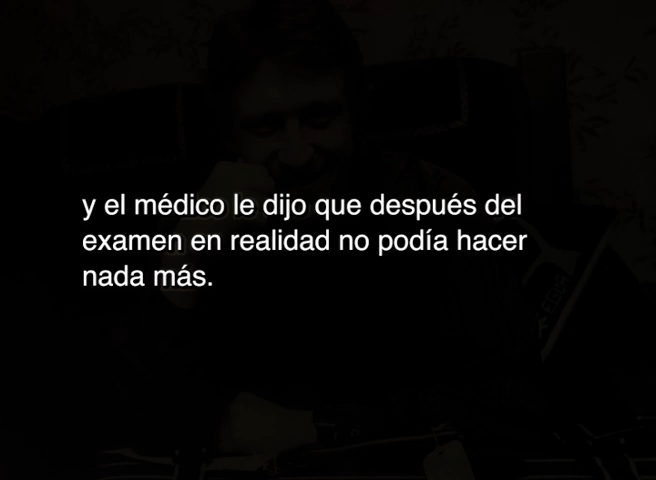 y el médico le dijo que después del
examen en realidad no podía hacer
nada más.